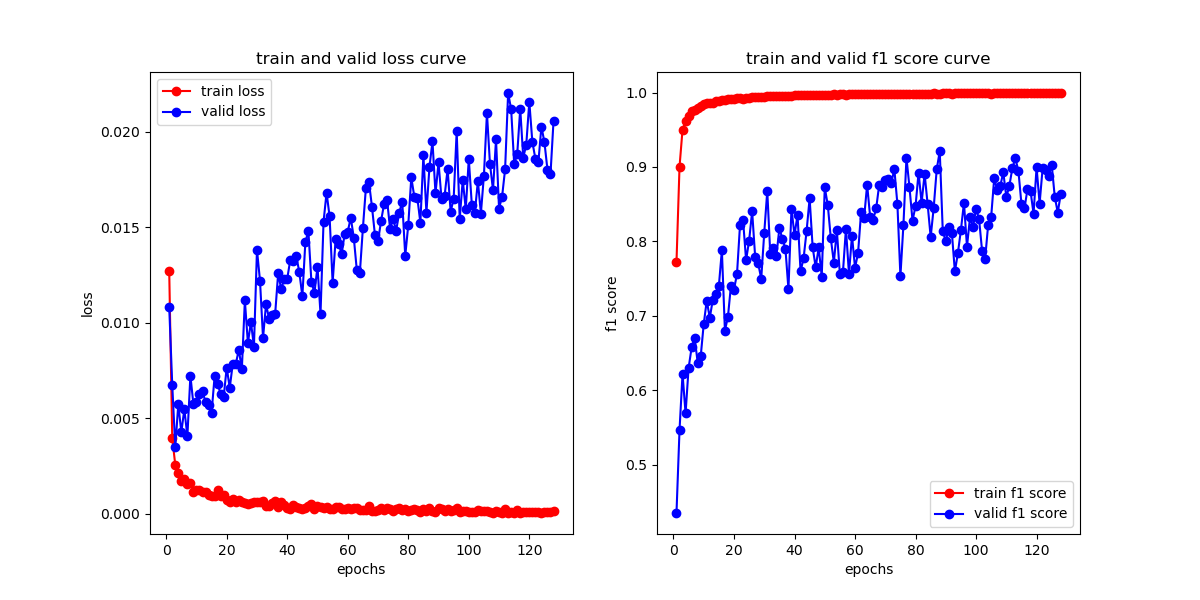 train and valid loss curve
train loss
valid loss
0.020
0.015
0.010
0.005
0.000
loss
0 20 40 60 80 100 120
epochs
train and valid f1 score curve
1.0
0.9
0.8
0.7
0.6
0.5
f1 score
train f1 score
valid f1 score
0 20 40 60 80 100 120
epochs